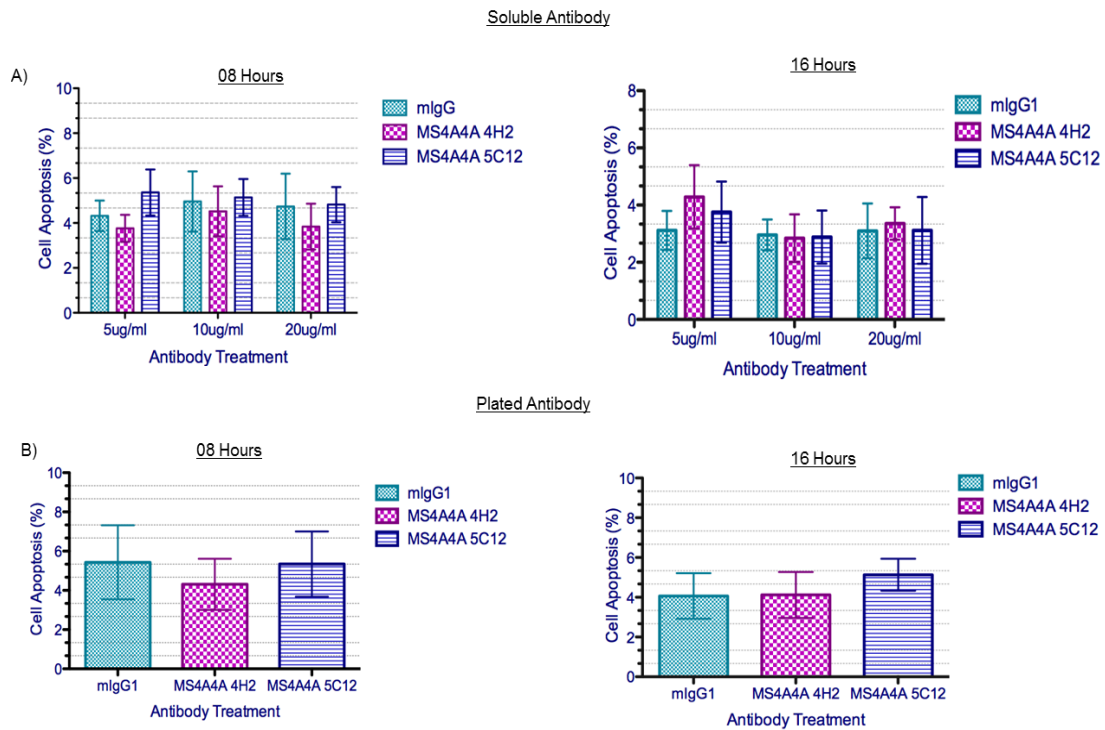 Soluble Antibody
A)
08 Hours
10
8
6
4
2
0
Cell Apoptosis (%)
5ug/ml 10ug/ml 20ug/ml
Antibody Treatment
mIgG
MS4A4A 4H2
MS4A4A 5C12
16 Hours
8
6
4
2
0
Cell Apoptosis (%)
5ug/ml 10ug/ml 20ug/ml
Antibody Treatment
mIgG1
MS4A4A 4H2
MS4A4A 5C12
Plated Antibody
B)
08 Hours
10
8
6
4
2
0
Cell Apoptosis (%)
mIgG1 MS4A4A 4H2 MS4A4A 5C12
Antibody Treatment
mIgG1
MS4A4A 4H2
MS4A4A 5C12
16 Hours
10
8
6
4
2
0
Cell Apoptosis (%)
mIgG1 MS4A4A 4H2 MS4A4A 5C12
Antibody Treatment
mIgG1
MS4A4A 4H2
MS4A4A 5C12